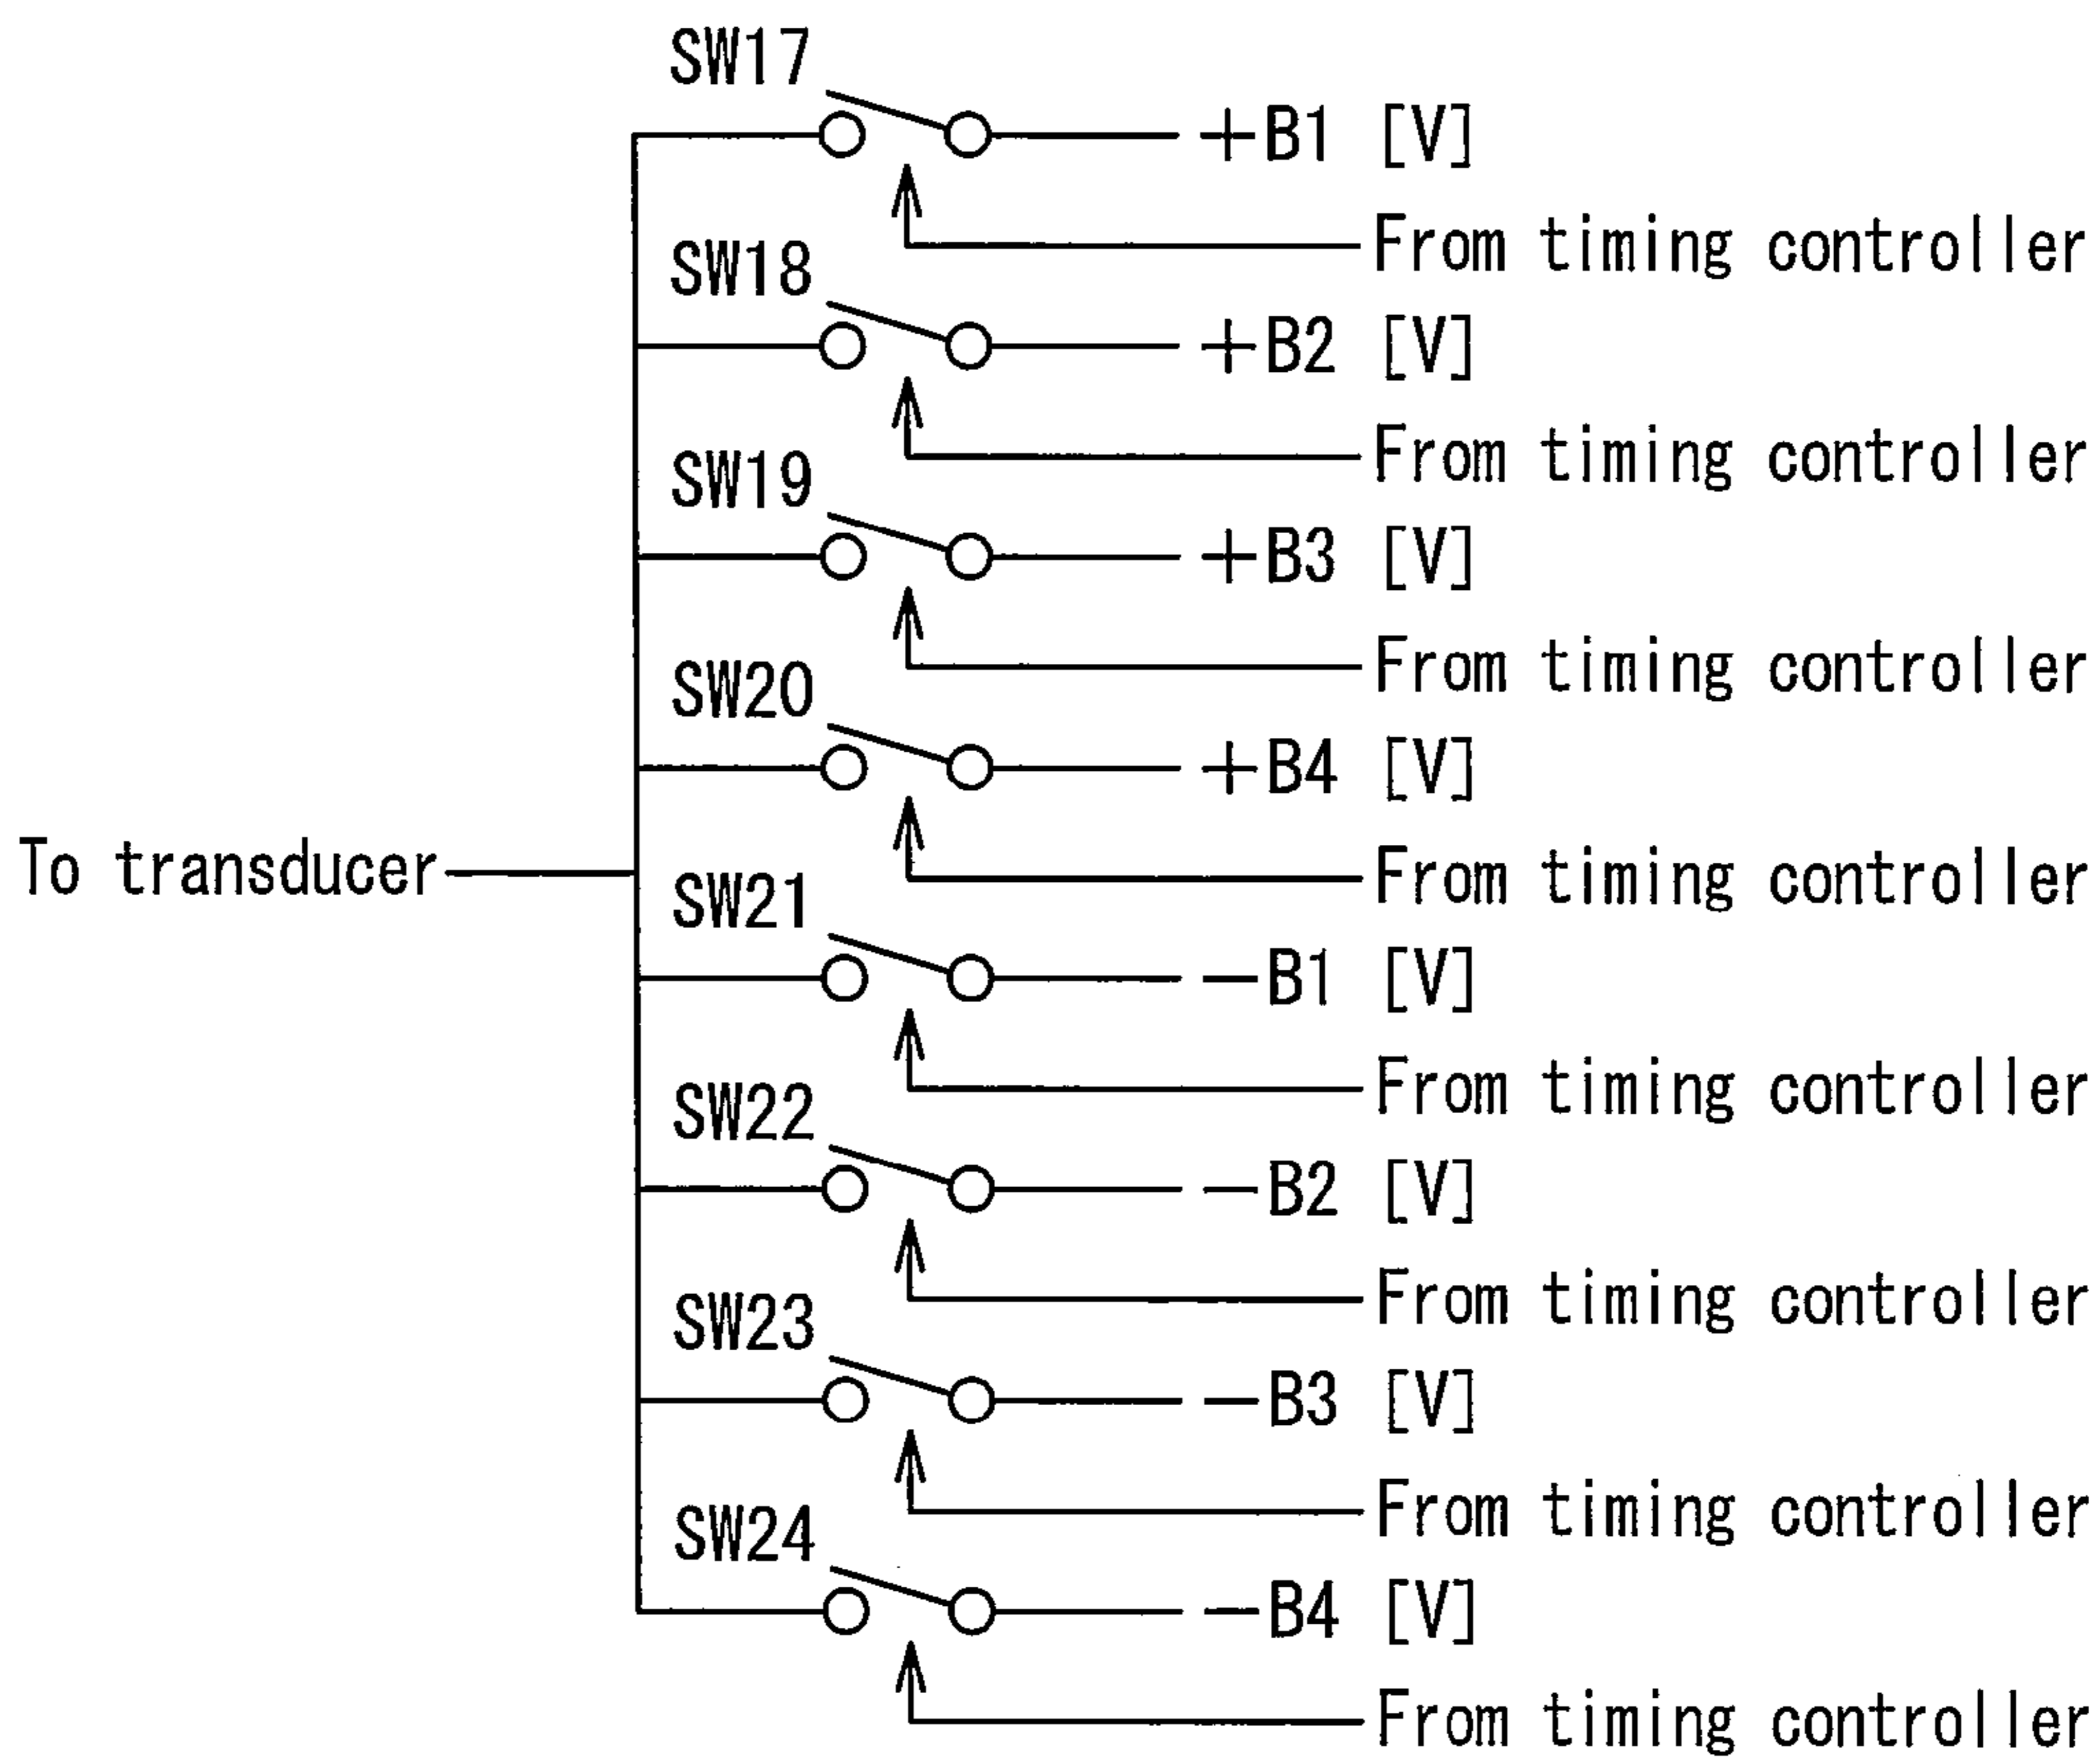 SW17
+B1 [V]
From timing controller
SW18
+B2 [V]
From timing controller
SW19
+B3 [V]
From timing controller
SW20
+B4 [V]
From timing controller
To transducer
SW21
-B1 [V]
From timing controller
SW22
-B2 [V]
From timing controller
SW23
-B3 [V]
From timing controller
SW24
-B4 [V]
From timing controller